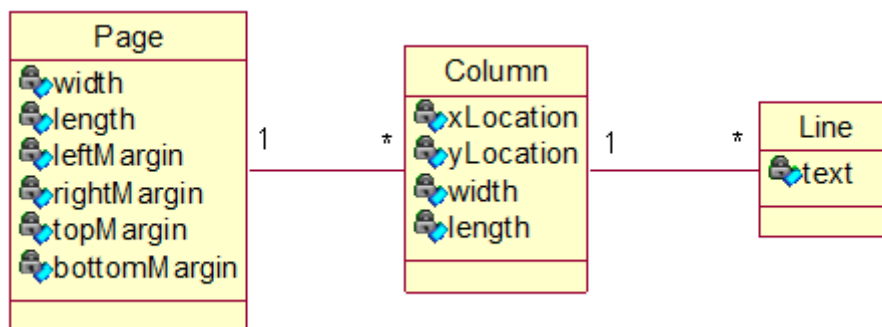 Page
width
length
leftMargin
rightMargin
topMargin
bottomMargin
1
*
Column
xLocation
yLocation
width
length
1
*
Line
text